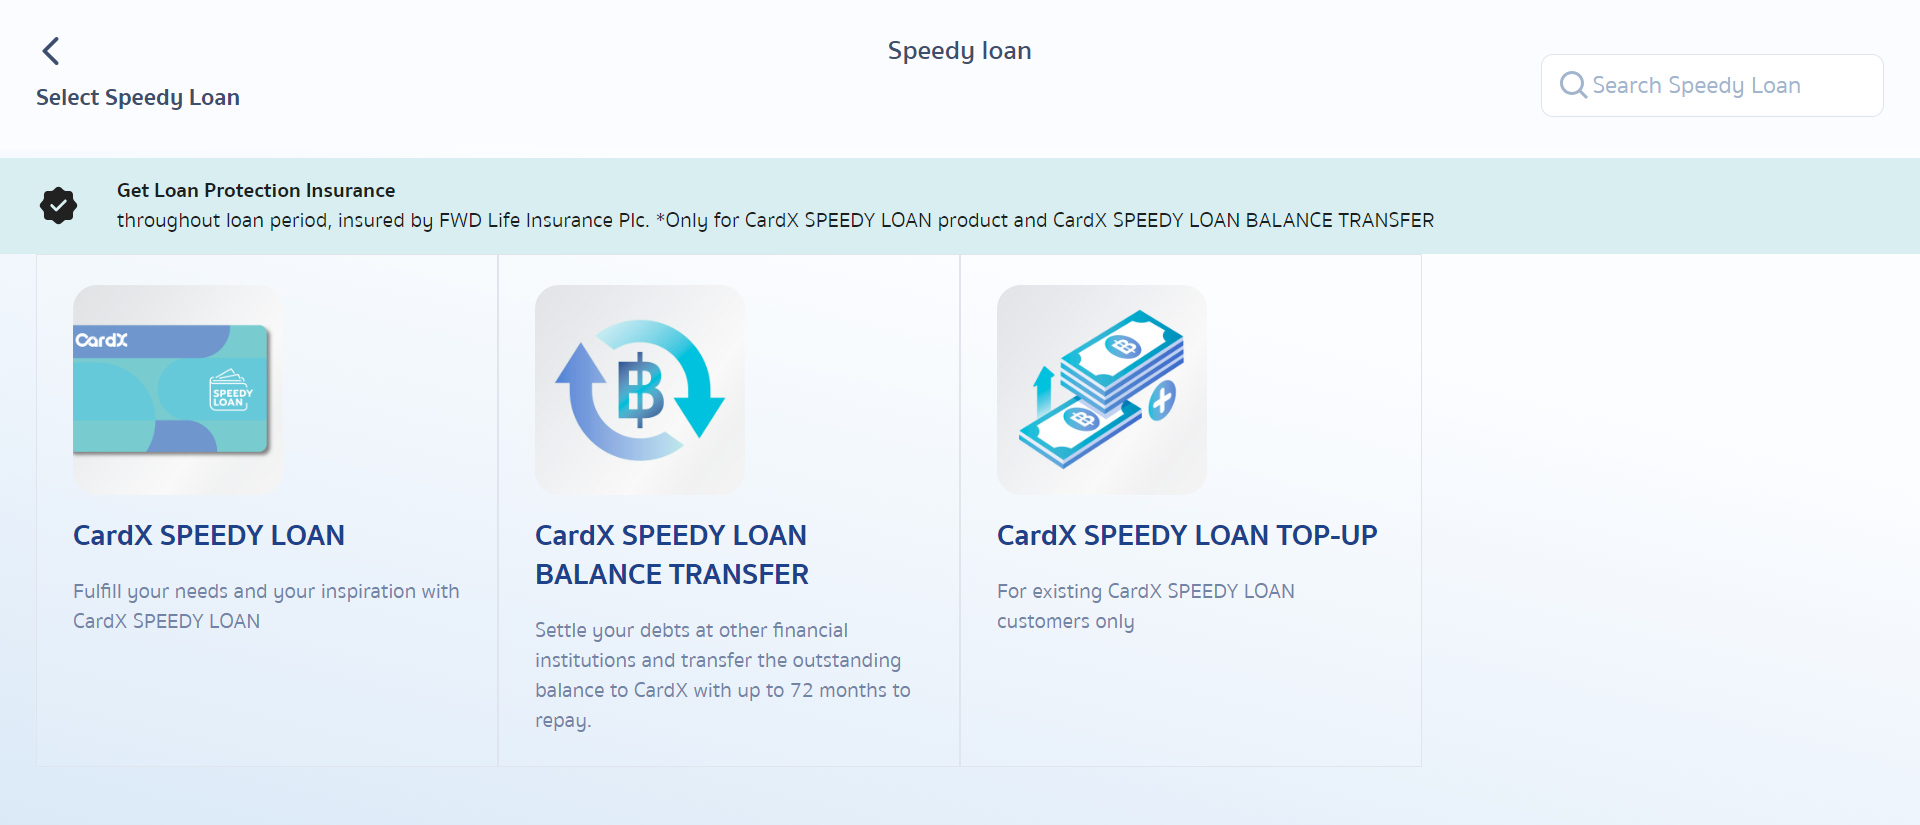 Speedy loan
Select Speedy Loan
Search Speedy Loan
Get Loan Protection Insurance
throughout loan period, insured by FWD Life Insurance Plc. *Only for CardX SPEEDY LOAN product and CardX SPEEDY LOAN BALANCE TRANSFER
CardX
SPEEDY
LOAN
CardX SPEEDY LOAN
Fulfill your needs and your inspiration with
CardX SPEEDY LOAN
฿
CardX SPEEDY LOAN
BALANCE TRANSFER
Settle your debts at other financial
institutions and transfer the outstanding
balance to CardX with up to 72 months to
repay.
฿
฿
CardX SPEEDY LOAN TOP-UP
For existing CardX SPEEDY LOAN
customers only